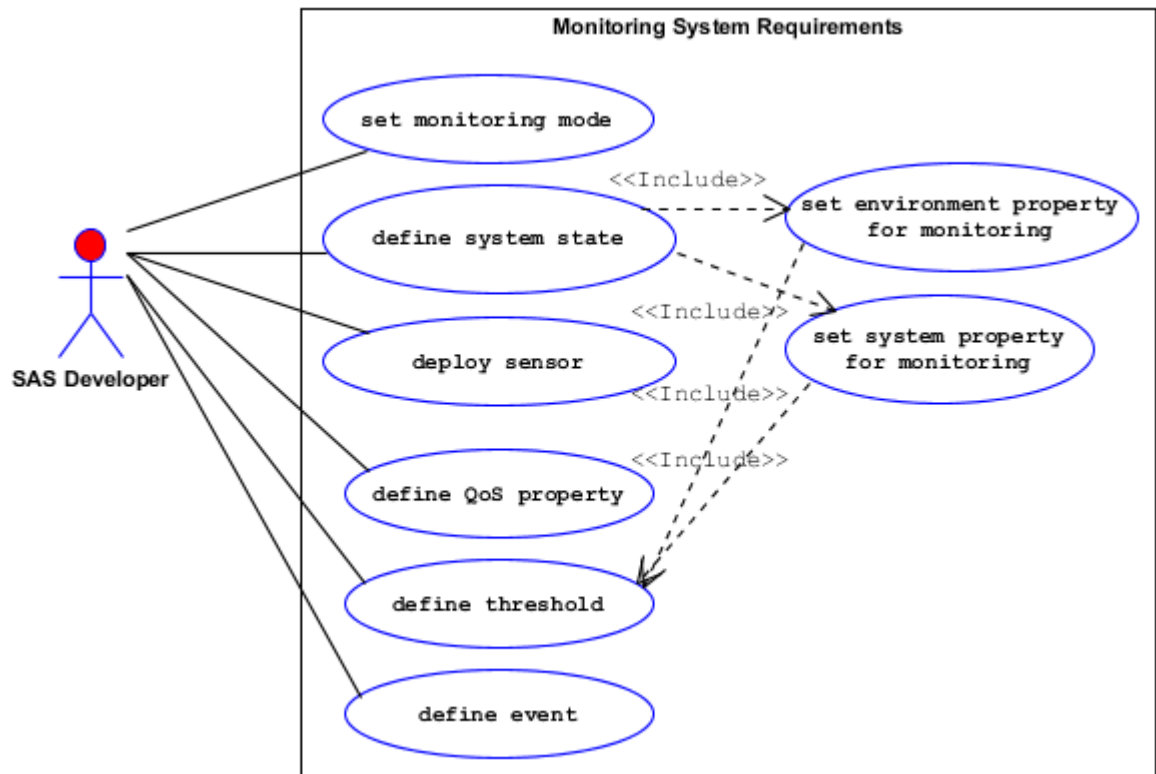 Monitoring System Requirements
set monitoring mode
<<Include>>
set environment property
for monitoring
define system state
<<Include>>
set system property
for monitoring
deploy sensor
SAS Developer
<<Include>>
<<Include>>
define QoS property
define threshold
define event